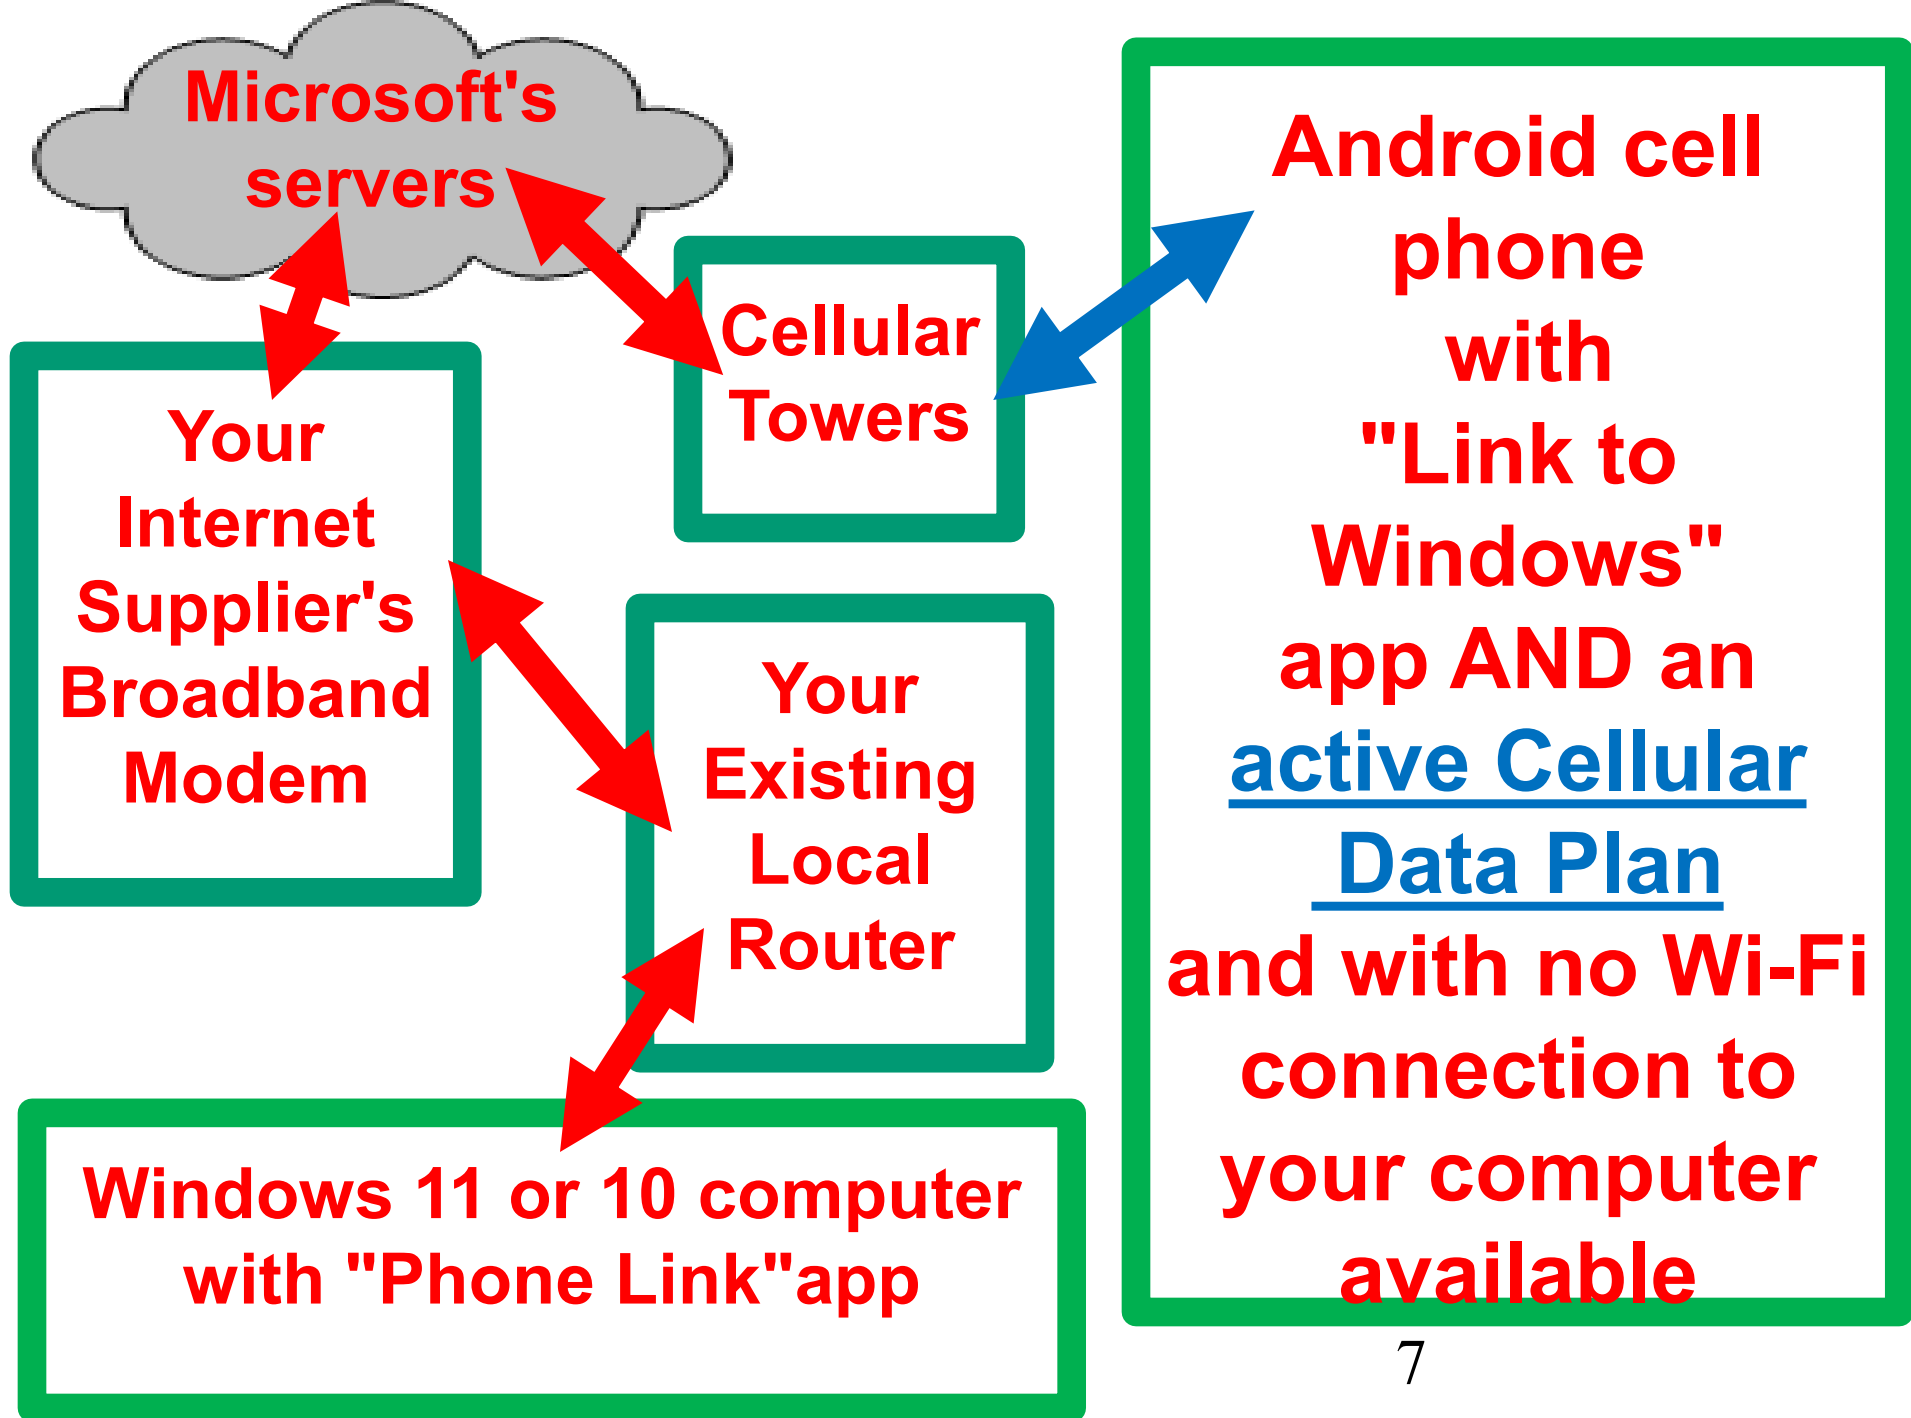 Microsoft's
servers
Cellular
Towers
Your
Internet
Supplier's
Broadband
Modem
Your
Existing
Local
Router
Windows 11 or 10 computer
with "Phone Link"app
Android cell
phone
with
"Link to
Windows"
app AND an
active Cellular
Data Plan
and with no Wi-Fi
connection to
your computer
available
7